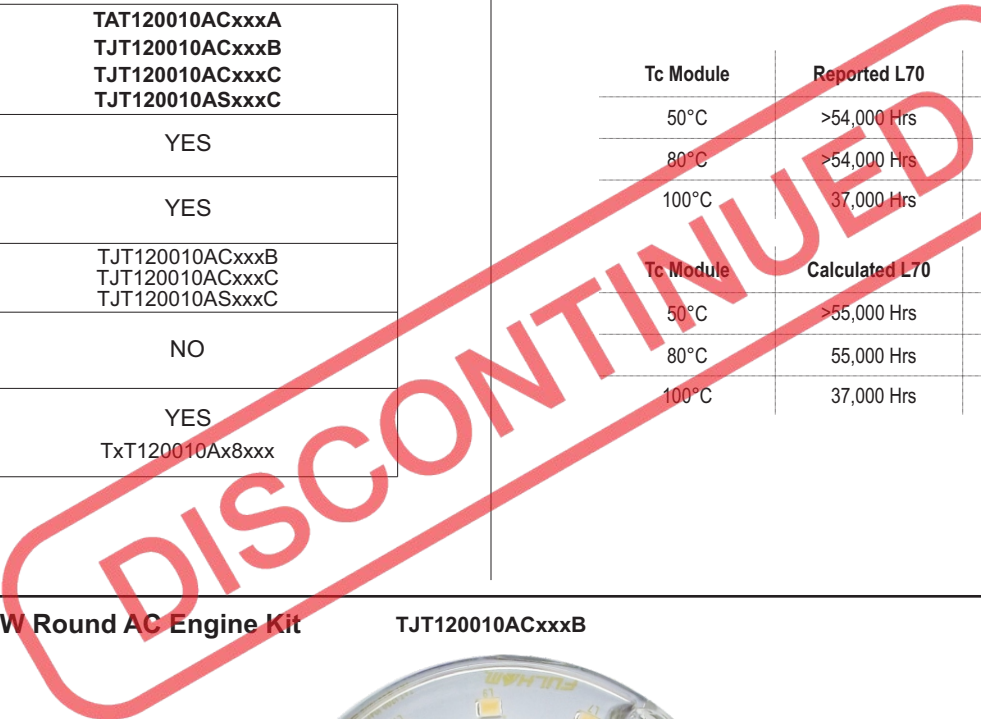 TAT120010ACxxxA
TJT120010ACxxxB
TJT120010ACxxxC
TJT120010ASxxxC
YES
YES
TJT120010ACxxxB
TJT120010ACxxxC
TJT120010ASxxxC
NO
YES
TxT120010Ax8xxx
Tc Module Reported L70
50°C >54,000 Hrs
80°C >54,000 Hrs
100°C 37,000 Hrs
Tc Module Calculated L70
50°C >55,000 Hrs
80°C 55,000 Hrs
100°C 37,000 Hrs
DISCONTINUED
W Round AC Engine Kit TJT120010ACxxxB
FULHAM